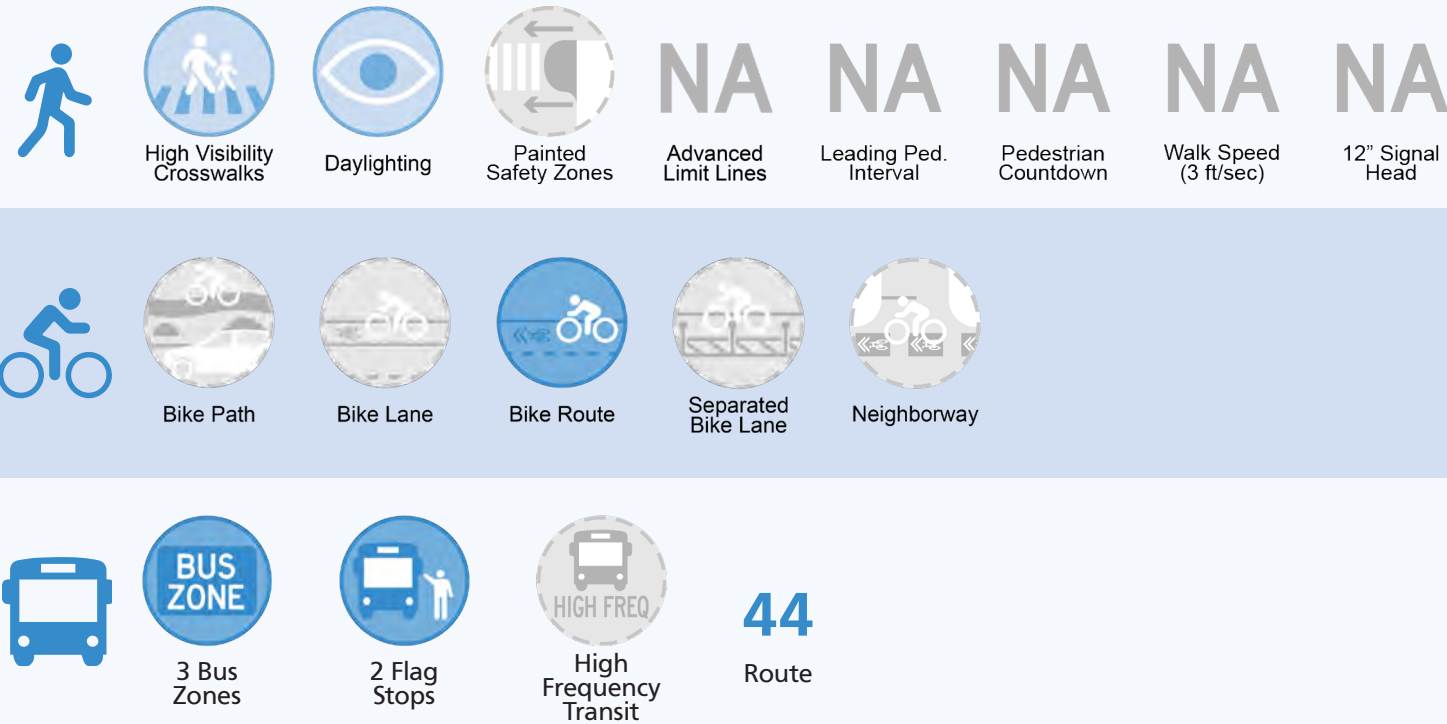 NA NA NA NA NA
High Visibility
Crosswalks
Daylighting
Painted
Safety Zones
Advanced
Limit Lines
Leading Ped.
Interval
Pedestrian
Countdown
Walk Speed
(3 ft/sec)
12” Signal
Head
Bike Path
Bike Lane
Bike Route
Separated
Bike Lane
Neighborway
BUS
ZONE
3 Bus
Zones
2 Flag
Stops
HIGH FREQ
High
Frequency
Transit
44
Route